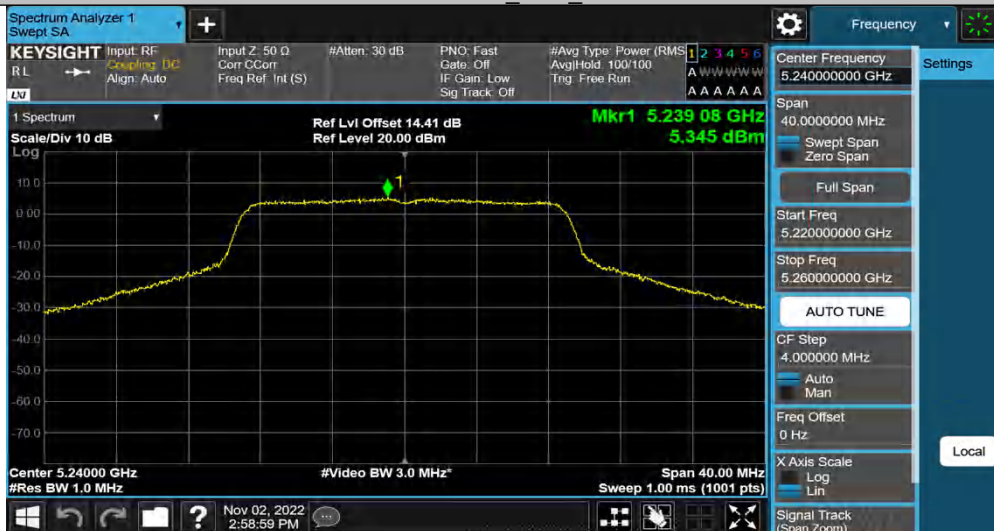 Spectrum Analyzer 1
Swept SA
+
Frequency
KEYSIGHT
RL
LXI
Input: RF
Coupling: DC
Align: Auto
Input Z: 50 Ω
Corr CCorr
Freq Ref: Int (S)
#Atten: 30 dB
PNO: Fast
Gate: Off
IF Gain: Low
Sig Track: Off
#Avg Type: Power (RMS
Avg|Hold: 100/100
Trig: Free Run
1 2 3 4 5 6
A W W W W W
A A A A A A
Center Frequency
5.240000000 GHz
Settings
1 Spectrum
Scale/Div 10 dB
Log
Ref Lvl Offset 14.41 dB
Ref Level 20.00 dBm
Mkr1 5.239 08 GHz
5.345 dBm
Span
40.0000000 MHz
Swept Span
Zero Span
Full Span
Start Freq
5.220000000 GHz
Stop Freq
5.260000000 GHz
AUTO TUNE
CF Step
4.000000 MHz
Auto
Man
Freq Offset
0 Hz
X Axis Scale
Log
Lin
Signal Track
(Span Zoom)
Local
1
10.0
0.00
-10.0
-20.0
-30.0
-40.0
-50.0
-60.0
-70.0
Center 5.24000 GHz
#Res BW 1.0 MHz
#Video BW 3.0 MHz*
Span 40.00 MHz
Sweep 1.00 ms (1001 pts)
?
Nov 02, 2022
2:58:59 PM